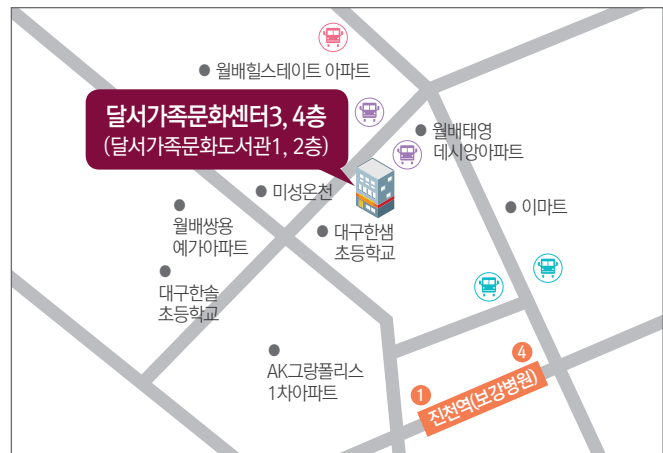 월배힐스테이트 아파트
달서가족문화센터3, 4층
(달서가족문화도서관1, 2층)
월배태영
데시앙아파트
미성온천
이마트
월배쌍용
예가아파트
대구한샘
초등학교
대구한솔
초등학교
AK그랑폴리스
1차아파트
4
1
진천역(보강병원)